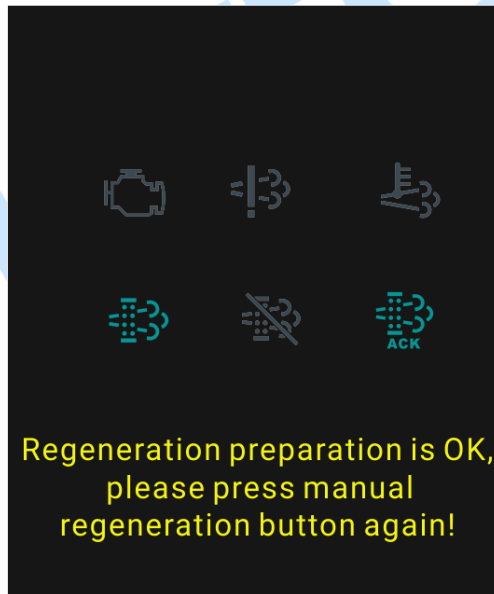 ACK
Regeneration preparation is OK,
please press manual
regeneration button again!